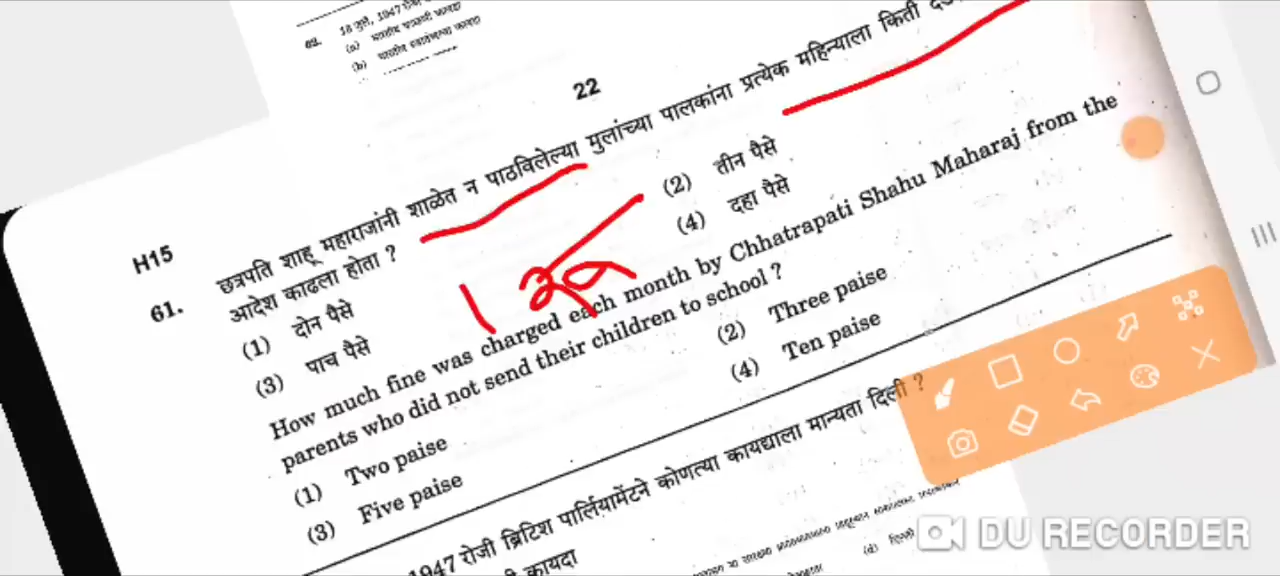 62. 18 जुलै, 1947 रोजी
(a)
(b)
22
H15
61. छत्रपति शाहू महाराजांनी शाळेत न पाठविलेल्या मुलांच्या पालकांना प्रत्येक महिन्याला किती
आदेश काढला होता ?
(1) दोन पैसे (2) तीन पैसे
(3) पाच पैसे (4) दहा पैसे
How much fine was charged each month by Chhatrapati Shahu Maharaj from the
parents who did not send their children to school ?
(1) Two paise (2) Three paise
(3) Five paise (4) Ten paise
1947 रोजी ब्रिटिश पार्लियामेंटने कोणत्या कायद्याला मान्यता दिली ?
कायदा
(d)
DU RECORDER